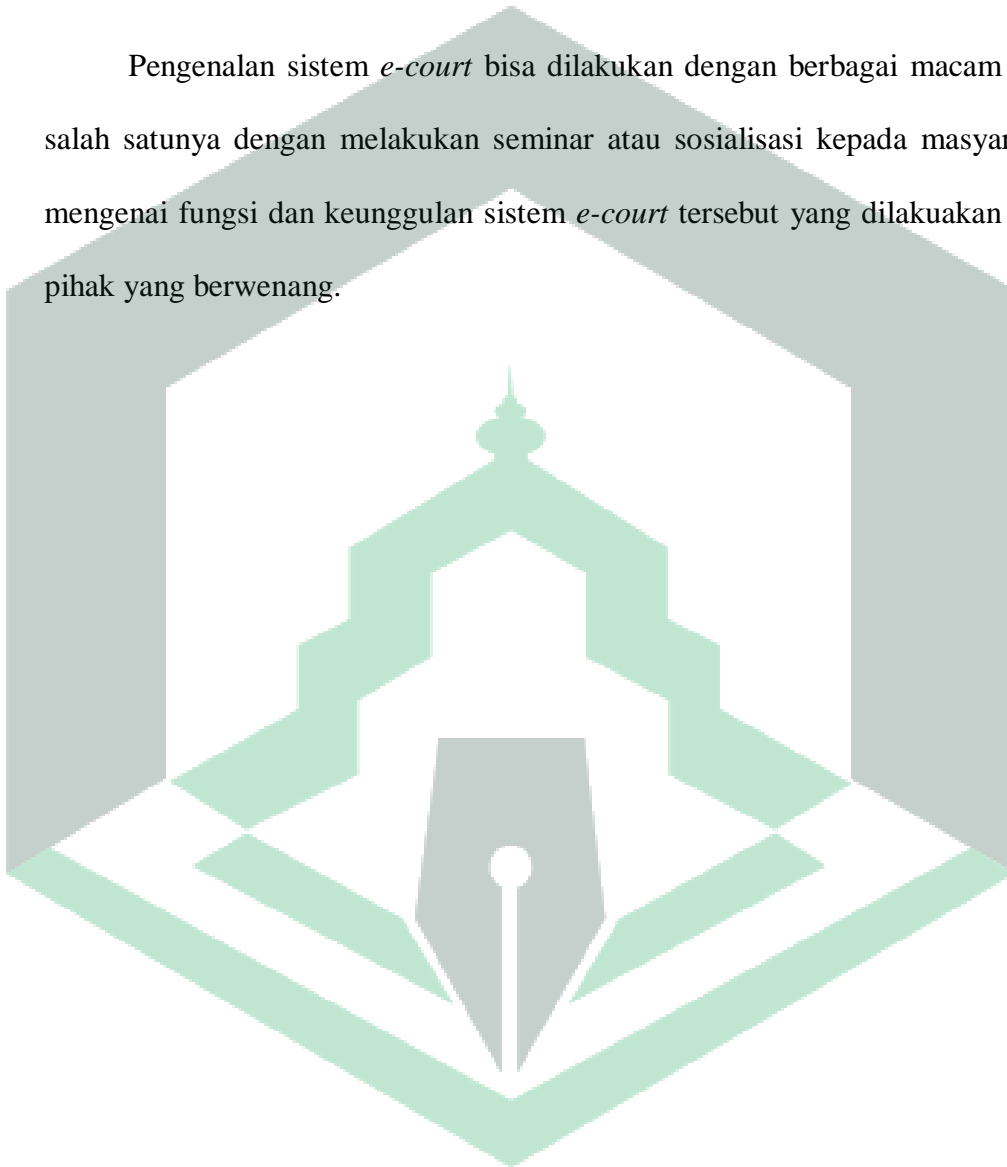 Pengenalan sistem e-court bisa dilakukan dengan berbagai macam
salah satunya dengan melakukan seminar atau sosialisasi kepada
mengenai fungsi dan keunggulan sistem e-court tersebut yang dilakuakan
pihak yang berwenang.